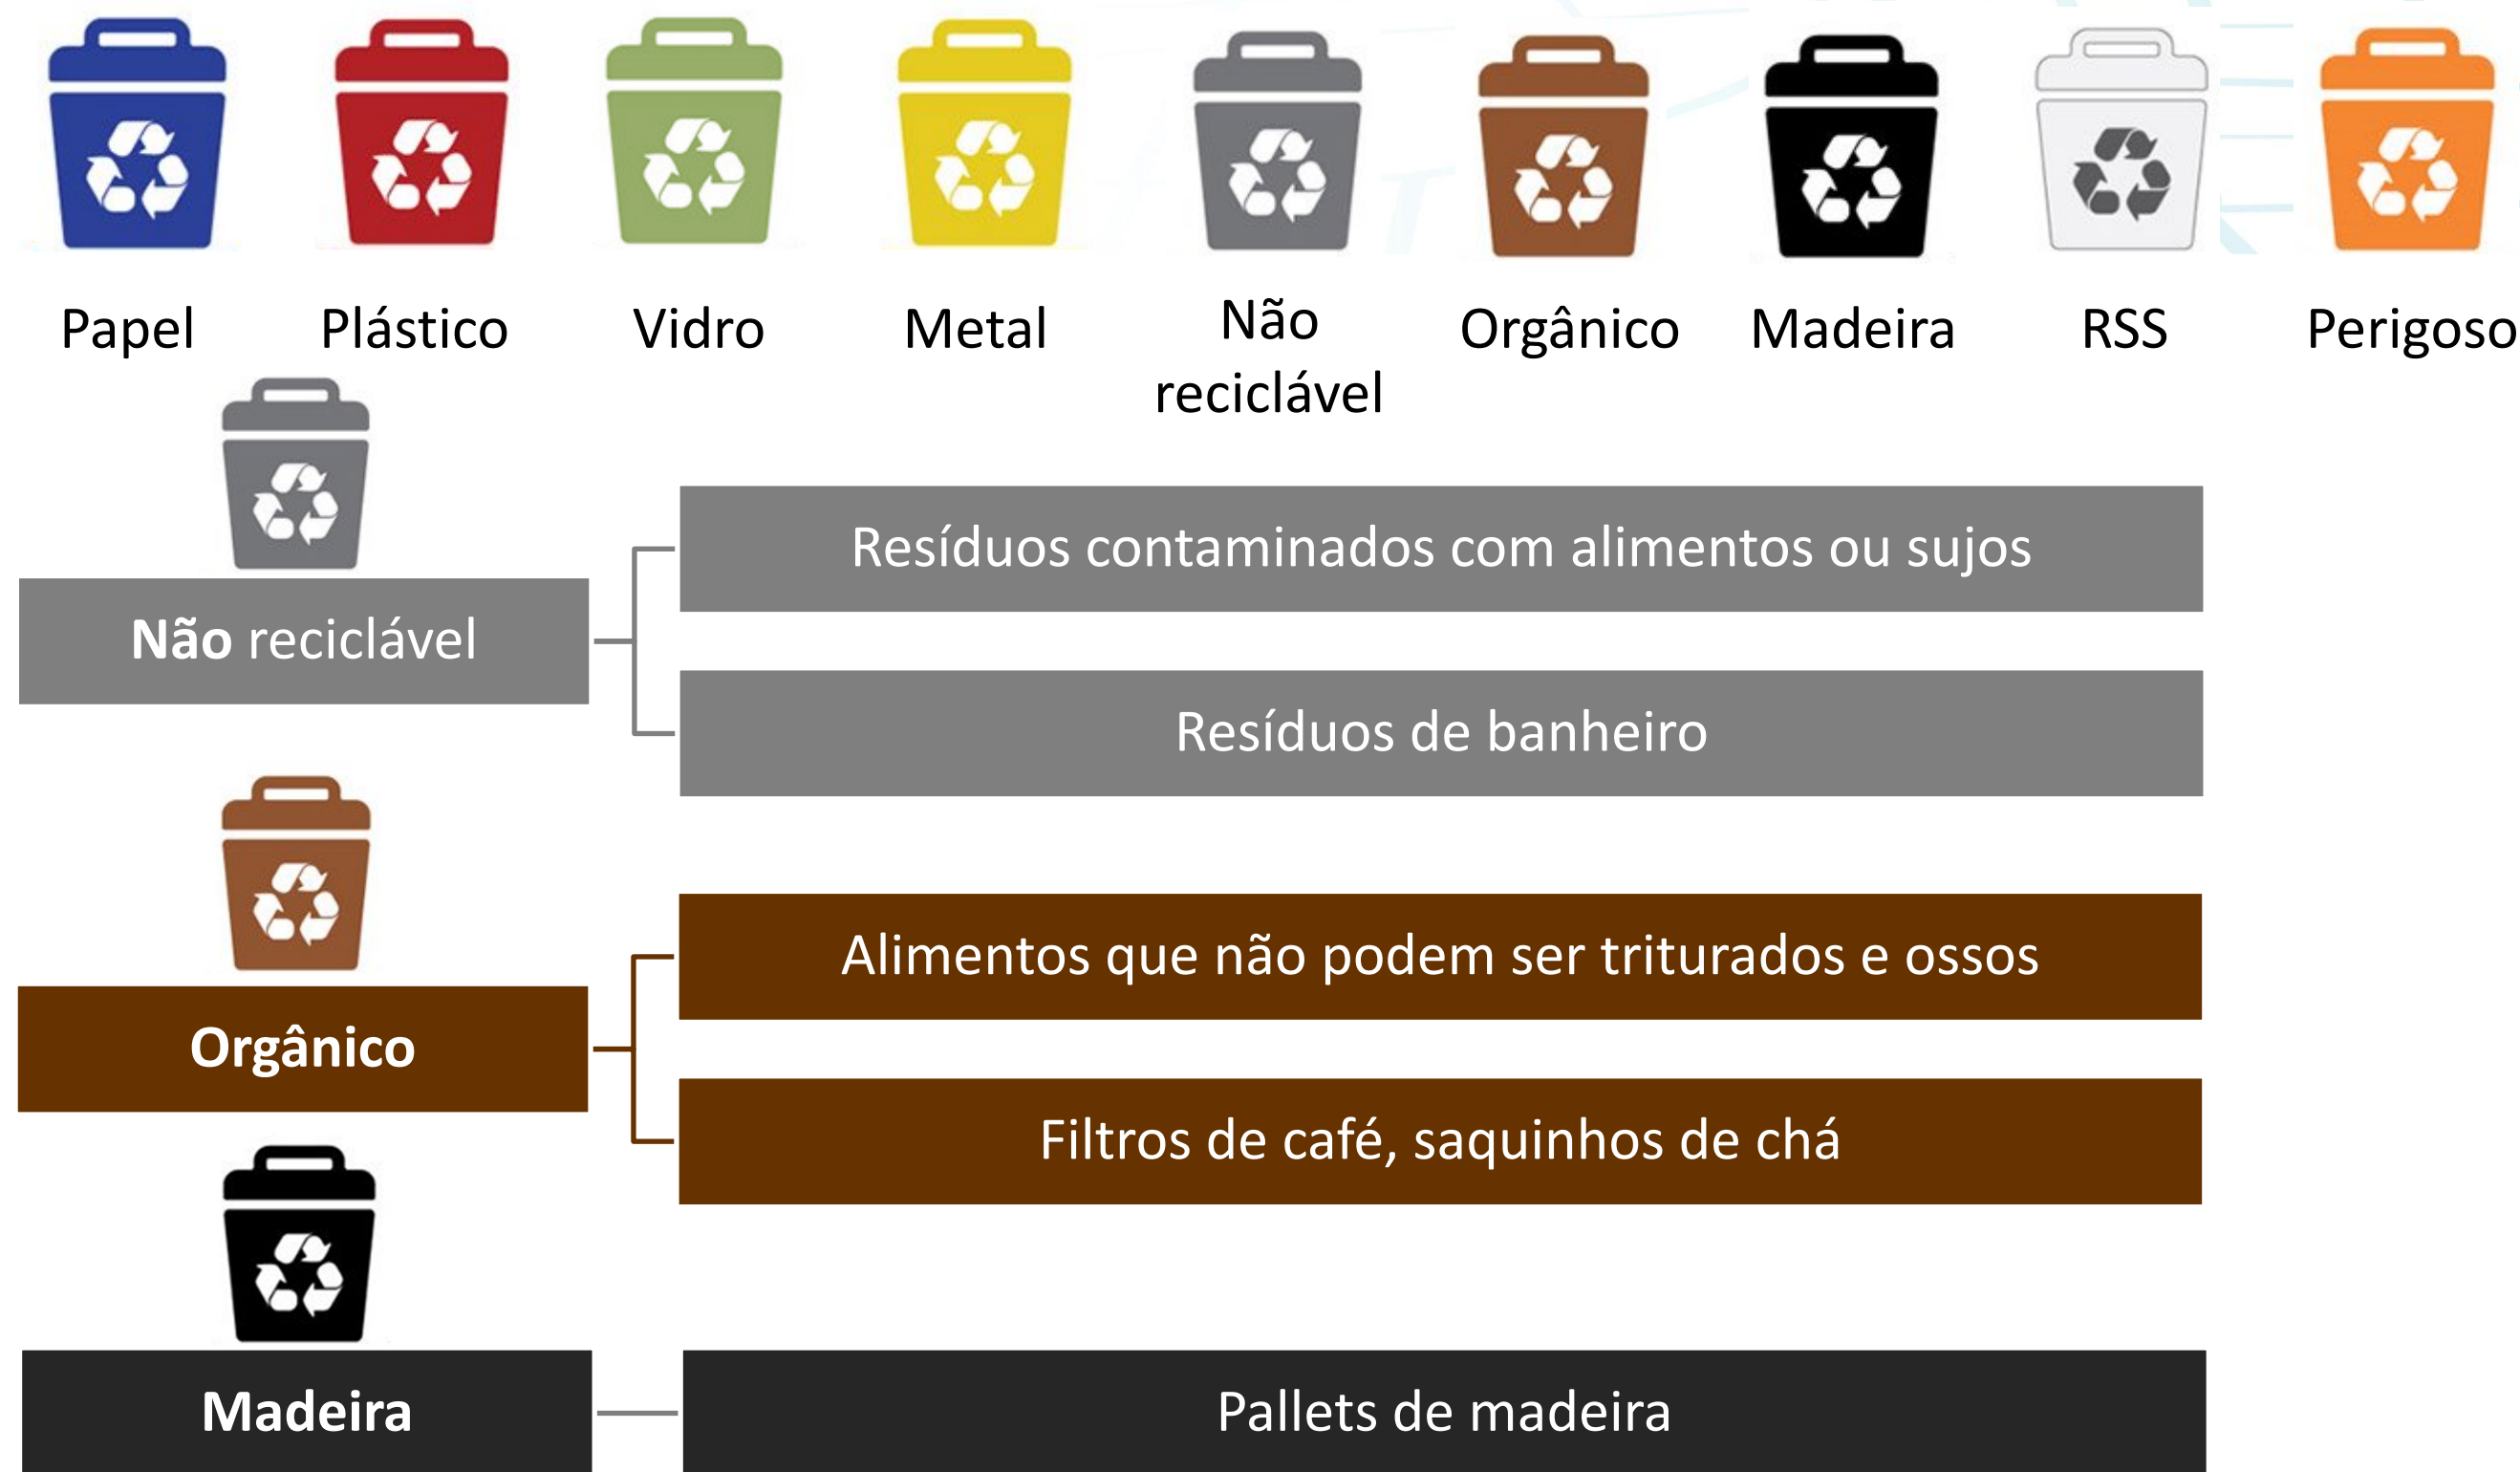 Papel
Plástico
Vidro
Metal
Não
reciclável
Orgânico
Madeira
RSS
Perigoso
Não reciclável
Resíduos contaminados com alimentos ou sujos
Resíduos de banheiro
Orgânico
Alimentos que não podem ser triturados e ossos
Filtros de café, saquinhos de chá
Madeira
Pallets de madeira